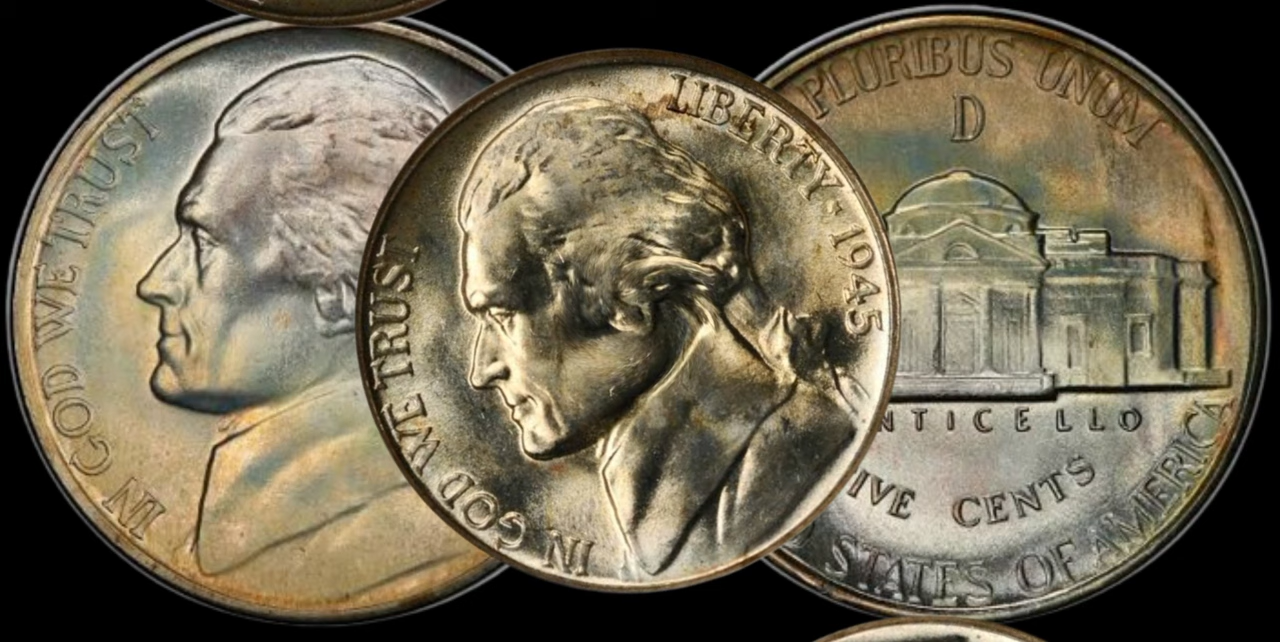 IN GOD WE TRUST
IN GOD WE TRUST
LIBERTY · 1945
PLURIBUS UNUM
D
NTICELLO
IVE CENTS
STATES OF AMERICA